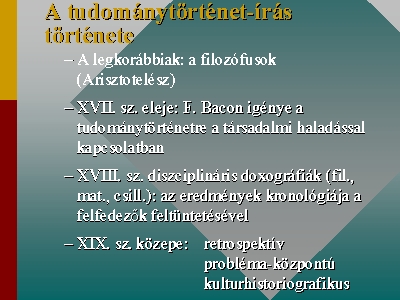 A tudománytörténet-írás
története
– A legkorábbiak: a filozófusok
(Arisztotelész)
– XVII. sz. eleje: F. Bacon igénye a
tudománytörténetre a társadalmi haladással
kapcsolatban
– XVIII. sz. diszciplináris doxográfiák (fil.,
mat., csill.): az eredmények kronológiája a
felfedezők feltüntetésével
– XIX. sz. közepe: retrospektív
probléma-központú
kulturhistoriografikus